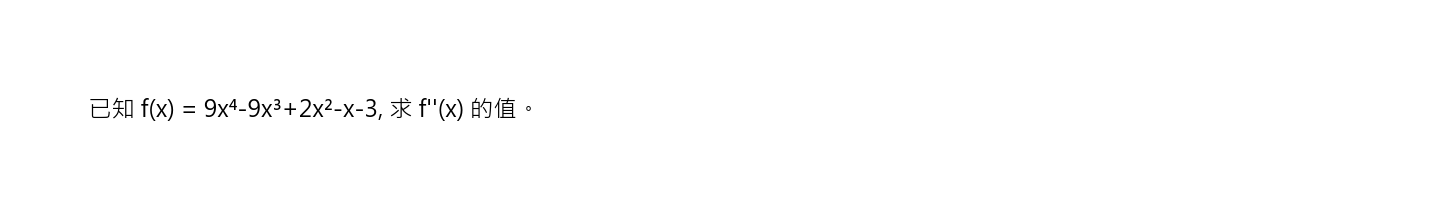 已知 f(x) = 9x⁴-9x³+2x²-x-3, 求 f''(x) 的值。